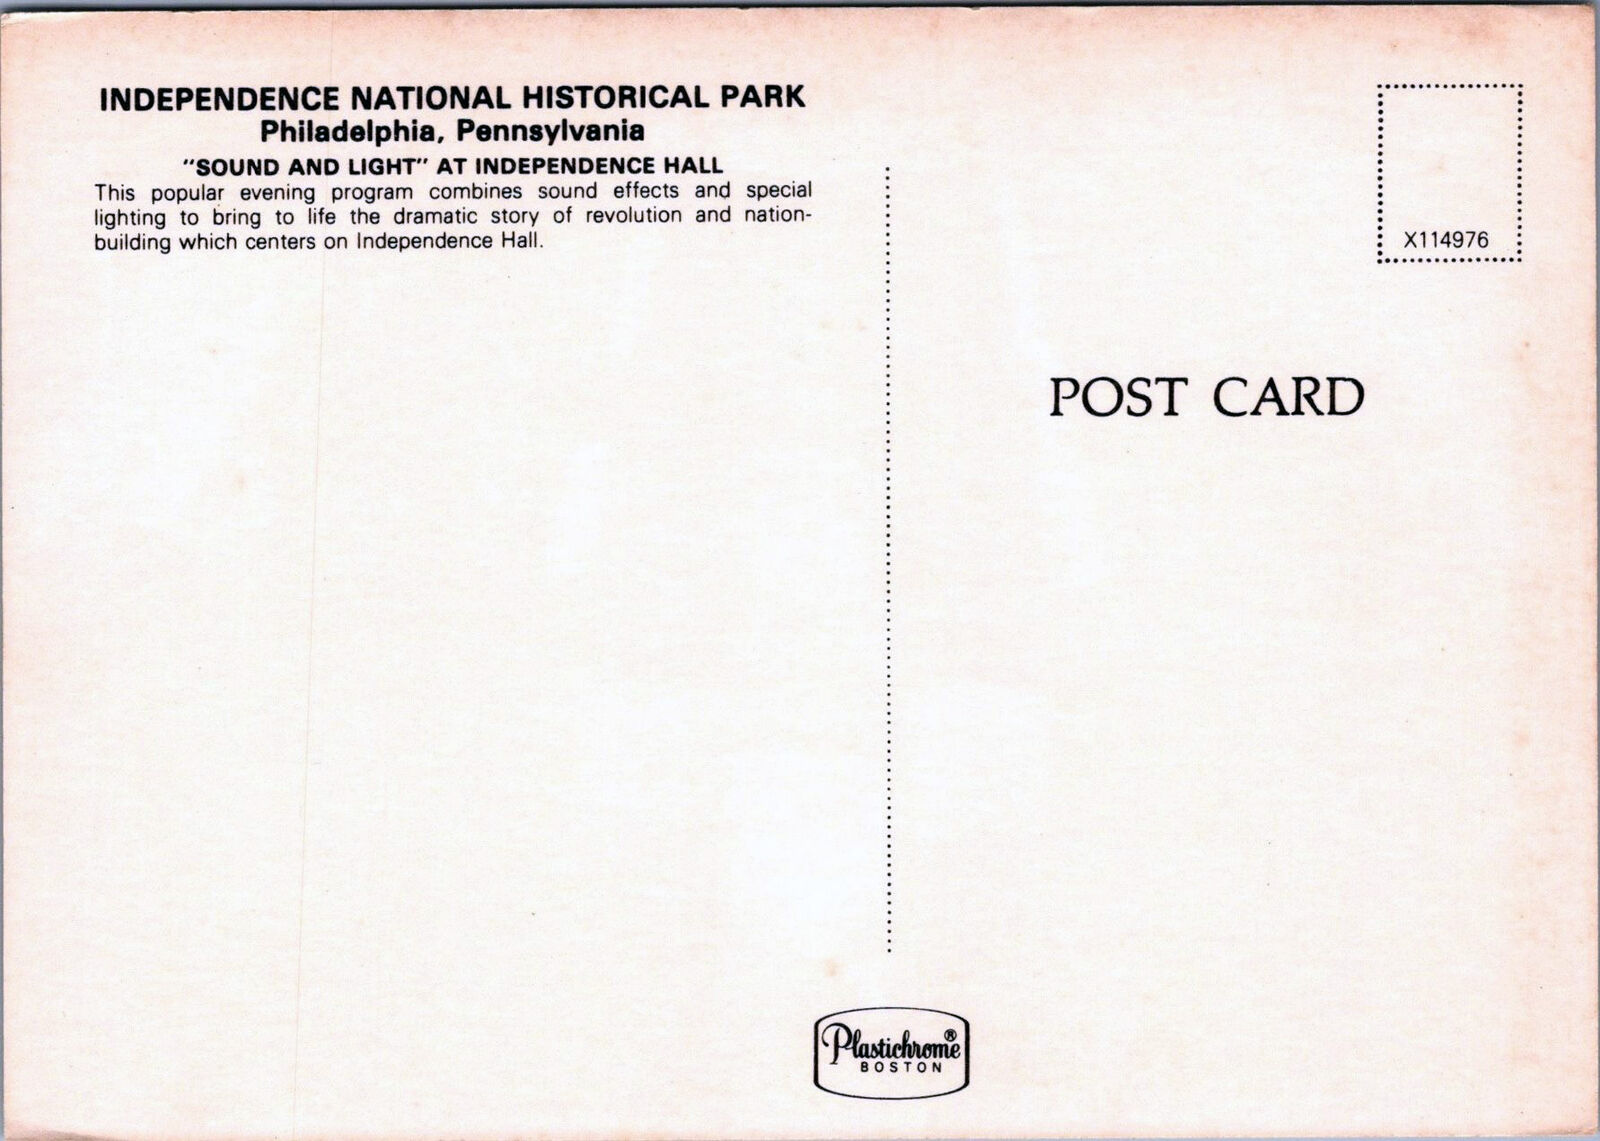 INDEPENDENCE NATIONAL HISTORICAL PARK
Philadelphia, Pennsylvania
"SOUND AND LIGHT" AT INDEPENDENCE HALL
This popular evening program combines sound effects and special
lighting to bring to life the dramatic story of revolution and nation-
building which centers on Independence Hall.
X114976
POST CARD
Plastichrome®
BOSTON